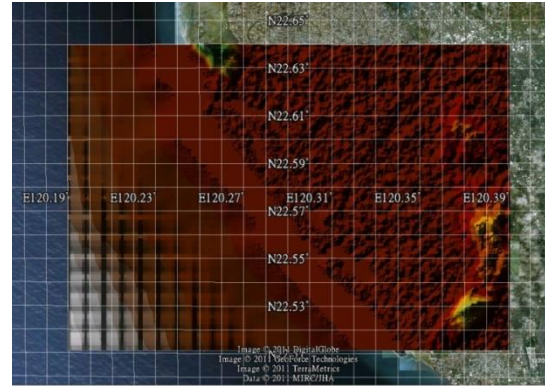 N22.65°
N22.63°
N22.61°
N22.59°
E120.19° E120.23° E120.27° E120.31° E120.35° E120.39°
N22.57°
N22.55°
N22.53°
Image © 2011 DigitalGlobe
Image © 2011 GeoForce Technologies
Image © 2011 TerraMetrics
Data © 2011 MIRC/JHA